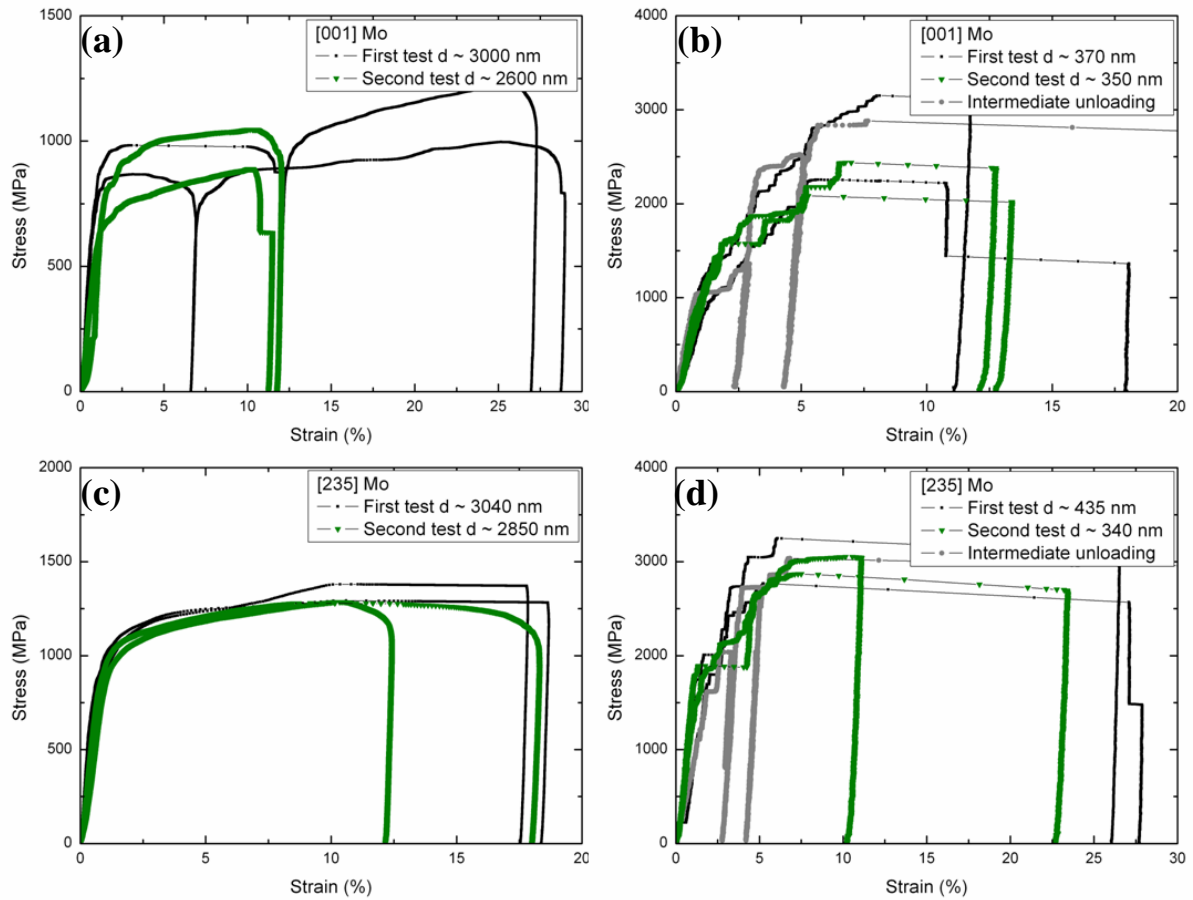 (a)
[001] Mo
First test d ~ 3000 nm
Second test d ~ 2600 nm
1500
1000
500
0
Stress (MPa)
0 5 10 15 20 25 30
Strain (%)
(b)
[001] Mo
First test d ~ 370 nm
Second test d ~ 350 nm
Intermediate unloading
4000
3000
2000
1000
0
Stress (MPa)
0 5 10 15 20
Strain (%)
(c)
[235] Mo
First test d ~ 3040 nm
Second test d ~ 2850 nm
2000
1500
1000
500
0
Stress (MPa)
0 5 10 15 20
Strain (%)
(d)
[235] Mo
First test d ~ 435 nm
Second test d ~ 340 nm
Intermediate unloading
4000
3000
2000
1000
0
Stress (MPa)
0 5 10 15 20 25 30
Strain (%)